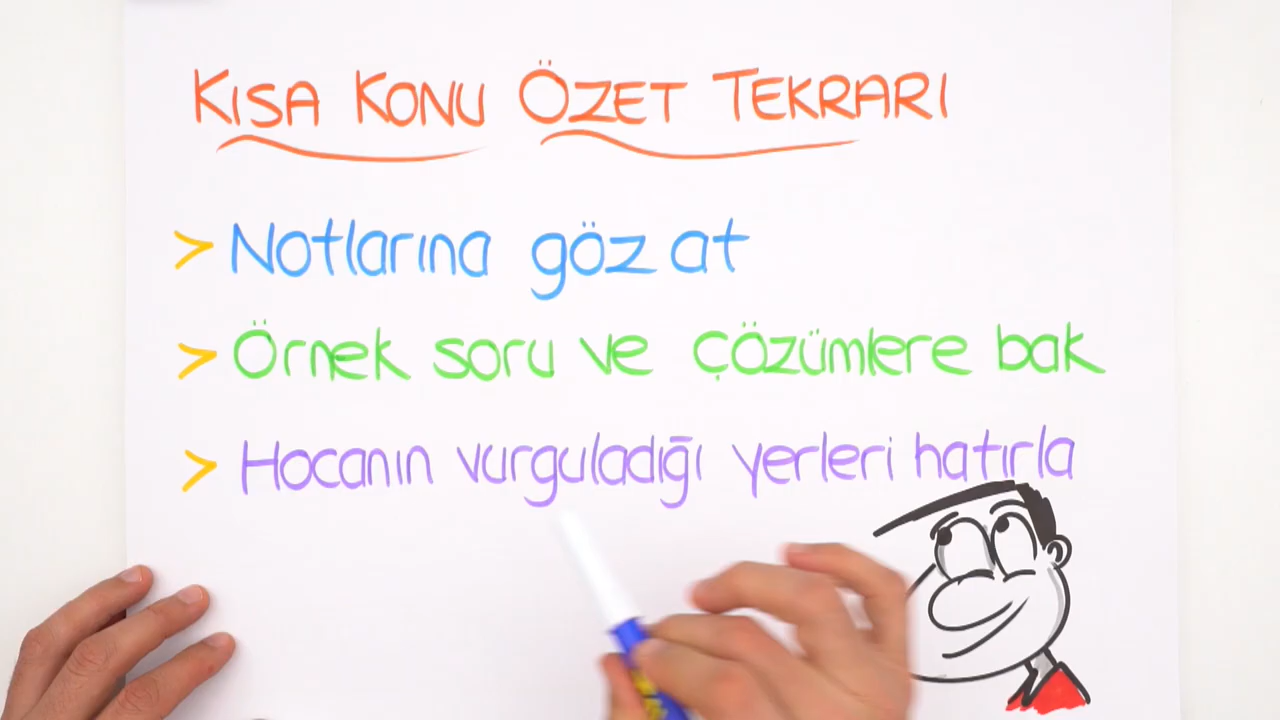 KISA KONU ÖZET TEKRARI
> Notlarına göz at
> Örnek soru ve çözümlere bak
> Hocanın vurguladığı yerleri hatırla